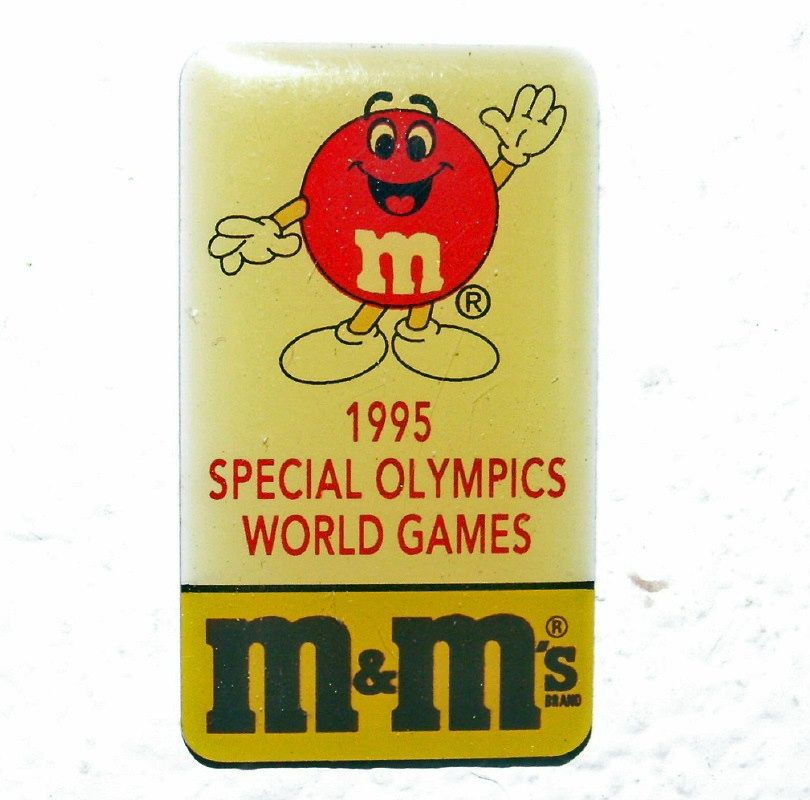 m
®
1995
SPECIAL OLYMPICS
WORLD GAMES
m&m's®
BRAND